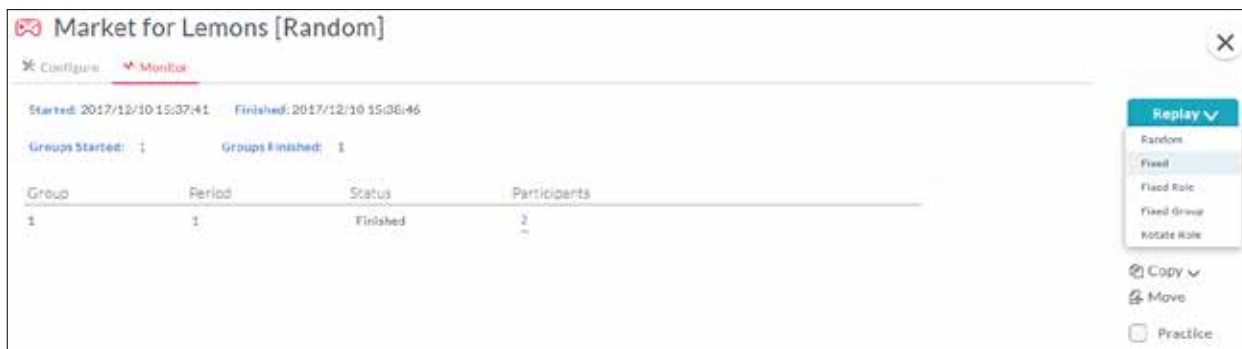 Market for Lemons [Random]
Configure Monitor
Started: 2017/12/10 15:37:41 Finished: 2017/12/10 15:38:46
Groups Started: 1 Groups Finished: 1
Group Period Status Participants
1 1 Finished 2
Replay
Random
Fixed
Fixed Role
Fixed Group
Rotate Role
Copy
Move
Practice